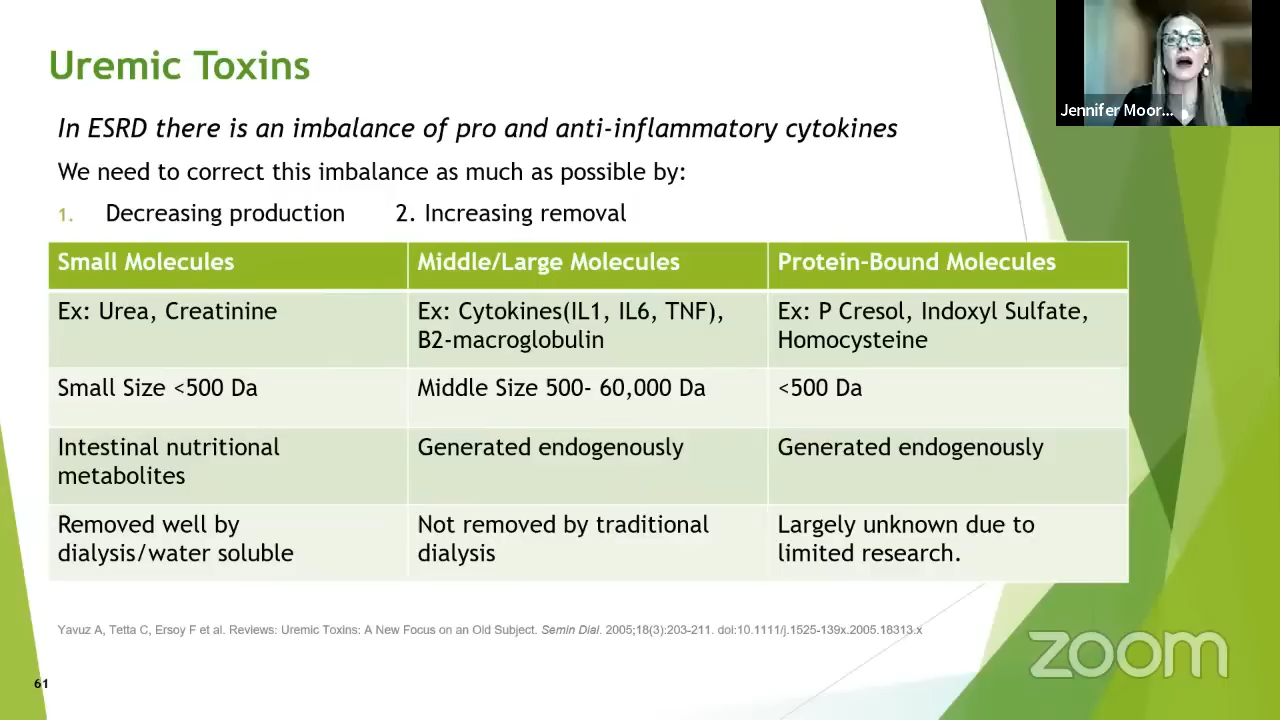 Uremic Toxins
In ESRD there is an imbalance of pro and anti-inflammatory cytokines
We need to correct this imbalance as much as possible by:
1. Decreasing production 2. Increasing removal
Small Molecules
Middle/Large Molecules
Protein-Bound Molecules
Ex: Urea, Creatinine
Ex: Cytokines(IL1, IL6, TNF),
B2-macroglobulin
Ex: P Cresol, Indoxyl Sulfate,
Homocysteine
Small Size <500 Da
Middle Size 500- 60,000 Da
<500 Da
Intestinal nutritional
metabolites
Generated endogenously
Generated endogenously
Removed well by
dialysis/water soluble
Not removed by traditional
dialysis
Largely unknown due to
limited research.
Yavuz A, Tetta C, Ersoy F et al. Reviews: Uremic Toxins: A New Focus on an Old Subject. Semin Dial. 2005;18(3):203-211. doi:10.1111/j.1525-139x.2005.18313.x
61
Jennifer Moor...
zoom